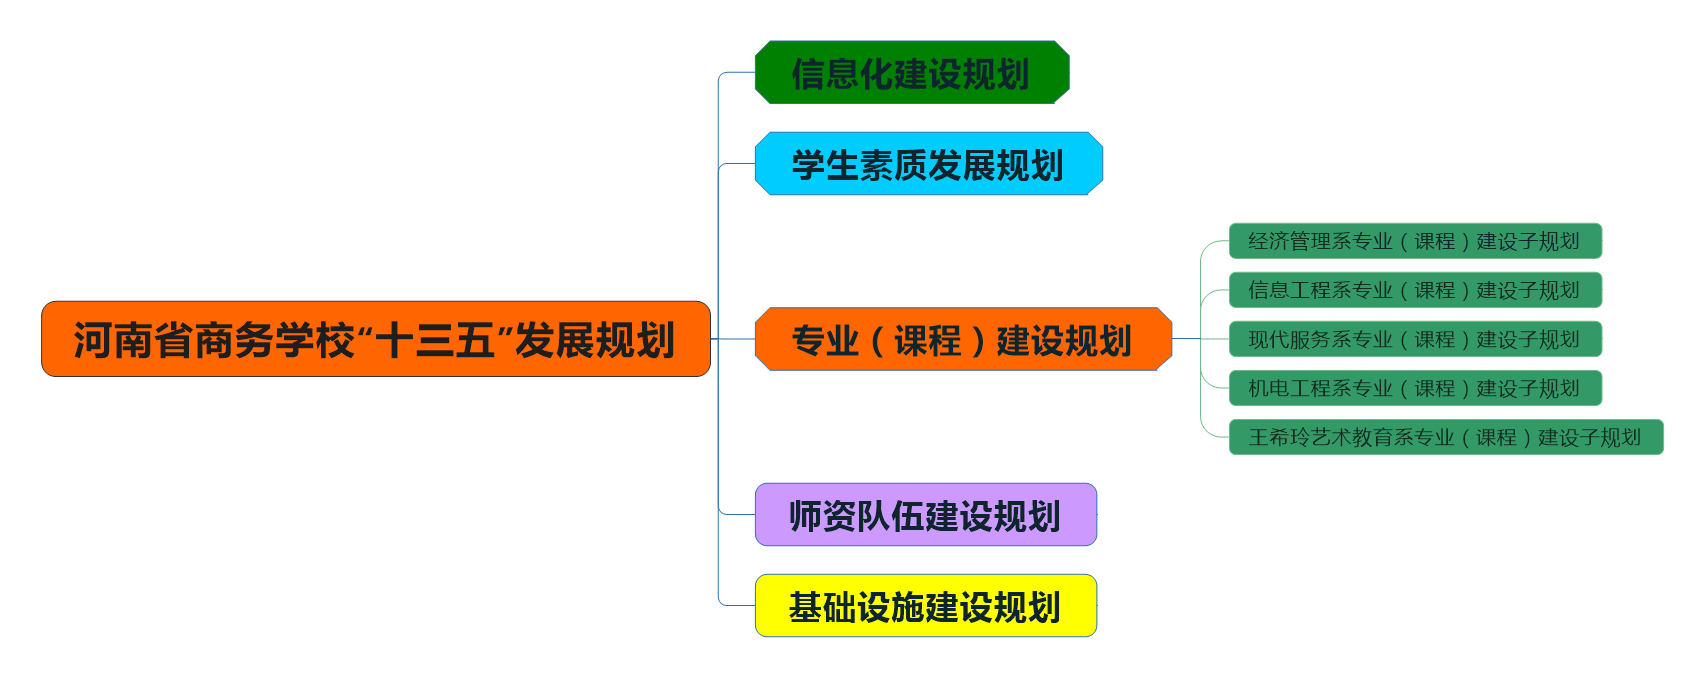 河南省商务学校“十三五”发展规划
信息化建设规划
学生素质发展规划
专业（课程）建设规划
经济管理系专业（课程）建设子规划
信息工程系专业（课程）建设子规划
现代服务系专业（课程）建设子规划
机电工程系专业（课程）建设子规划
王希玲艺术教育系专业（课程）建设子规划
师资队伍建设规划
基础设施建设规划